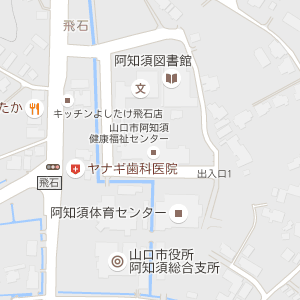 飛石
阿知須図書館
文
たか
キッチンよしたけ飛石店
山口市阿知須
健康福祉センター
ヤナギ歯科医院
出入口1
飛石
阿知須体育センター
山口市役所
阿知須総合支所